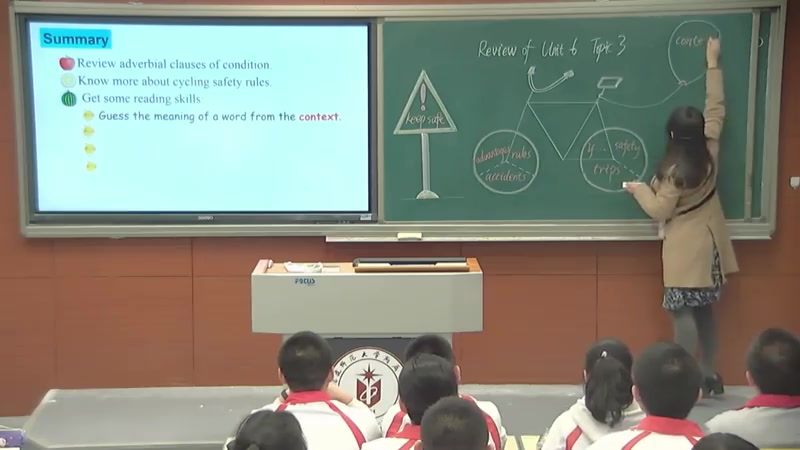 Summary
Review adverbial clauses of condition.
Know more about cycling safety rules.
Get some reading skills
Guess the meaning of a word from the context.
Review of Unit 6 Topic 3
conte
!
keep safe
advantages rules
accidents
if... safety
trips
FOCUS